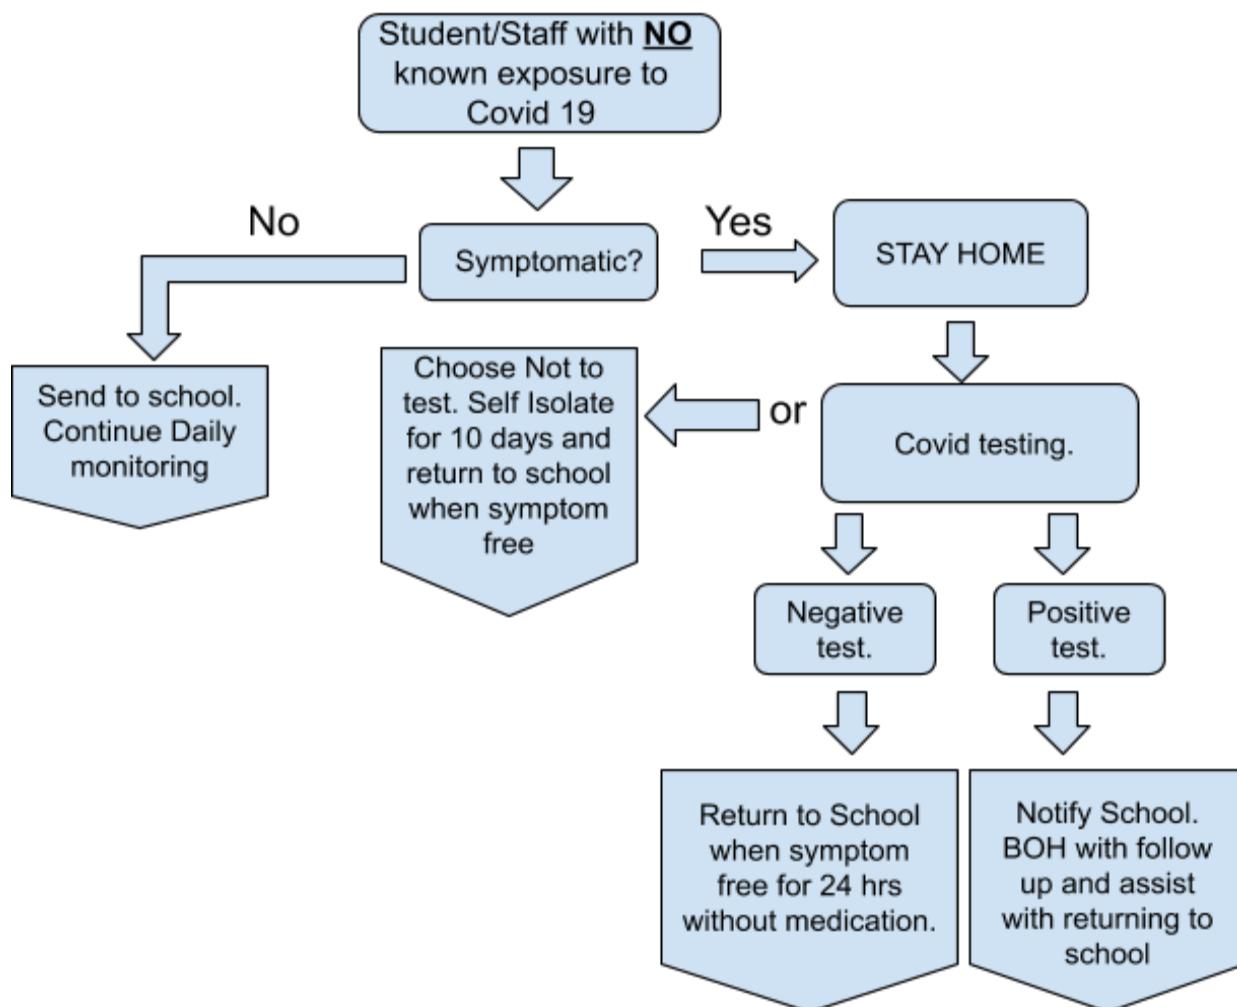 Student/Staff with NO
known exposure to
Covid 19
No
Symptomatic?
Yes
STAY HOME
Send to school.
Continue Daily
monitoring
Choose Not to
test. Self Isolate
for 10 days and
return to school
when symptom
free
or
Covid testing.
Negative
test.
Positive
test.
Return to School
when symptom
free for 24 hrs
without medication.
Notify School.
BOH with follow
up and assist
with returning to
school